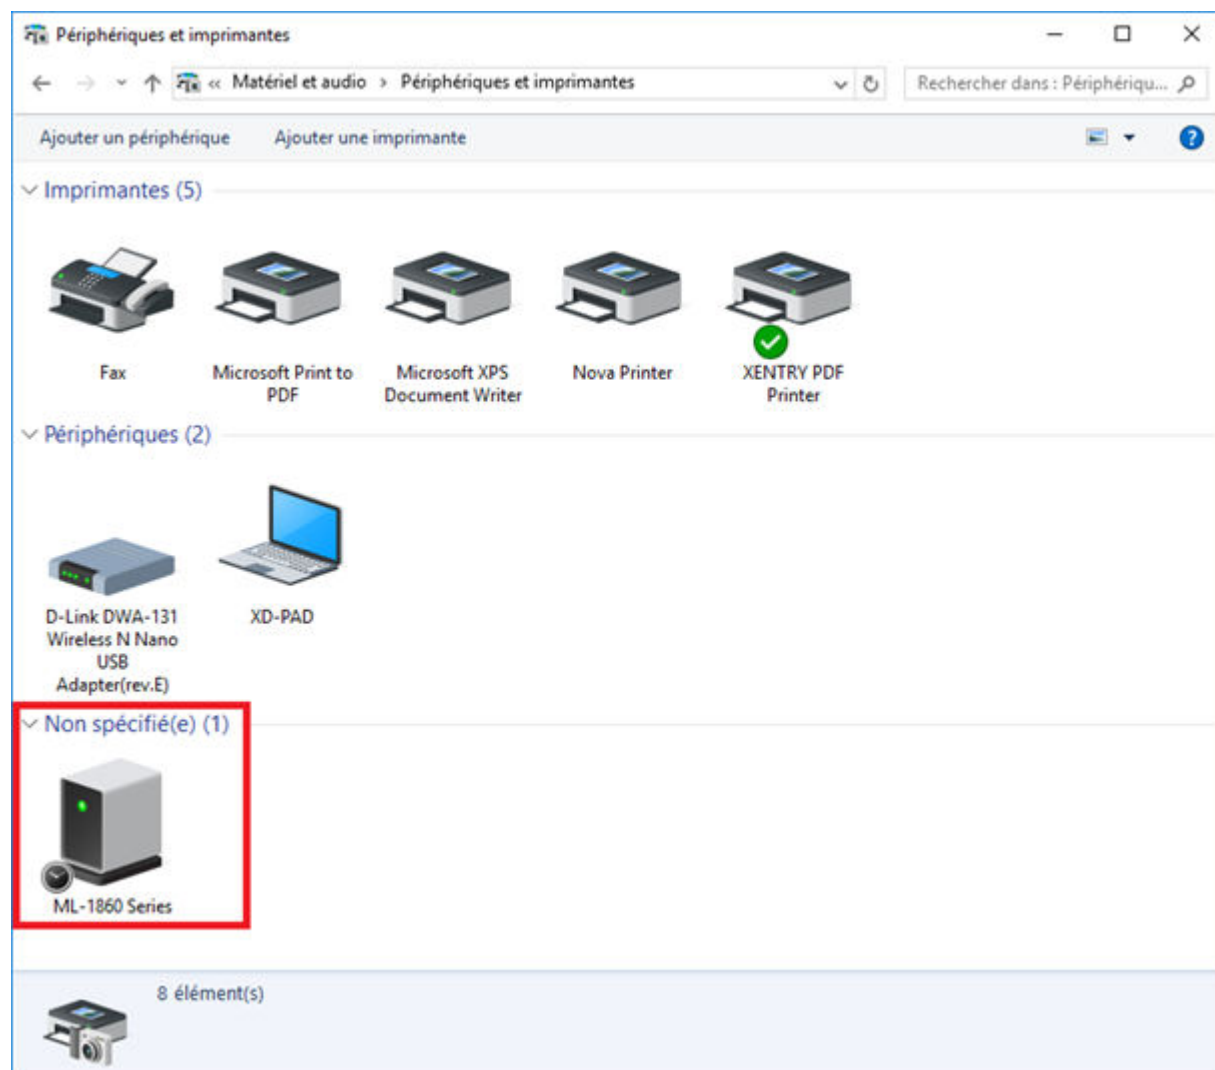 Périphériques et imprimantes
« Matériel et audio › Périphériques et imprimantes
Rechercher dans : Périphériqu...
Ajouter un périphérique Ajouter une imprimante
Imprimantes (5)
Fax
Microsoft Print to
PDF
Microsoft XPS
Document Writer
Nova Printer
XENTRY PDF
Printer
Périphériques (2)
D-Link DWA-131
Wireless N Nano
USB
Adapter(rev.E)
XD-PAD
Non spécifié(e) (1)
ML-1860 Series
8 élément(s)